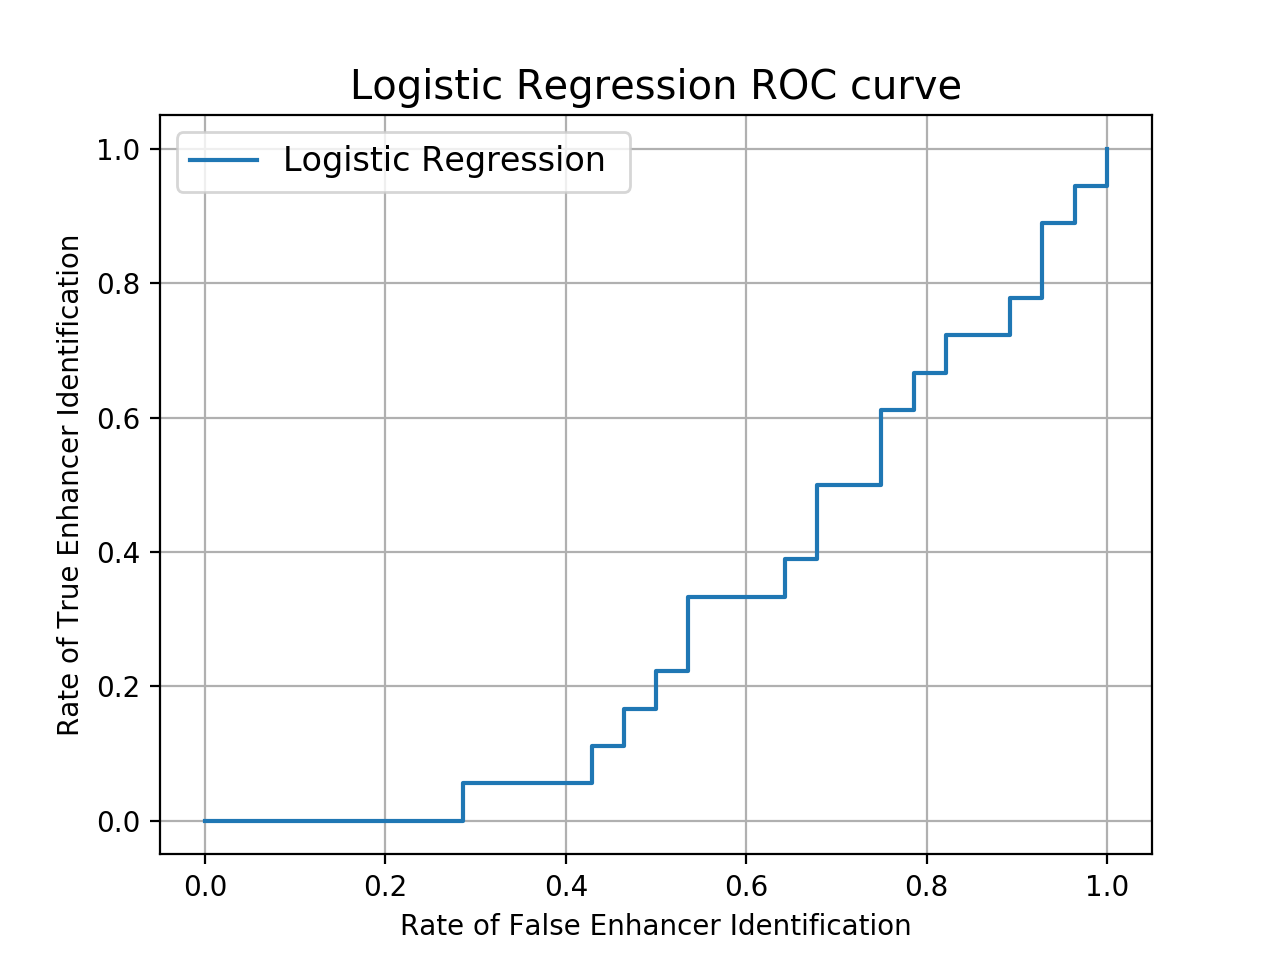 Logistic Regression ROC curve
Logistic Regression
1.0
0.8
0.6
0.4
0.2
0.0
Rate of True Enhancer Identification
0.0 0.2 0.4 0.6 0.8 1.0
Rate of False Enhancer Identification